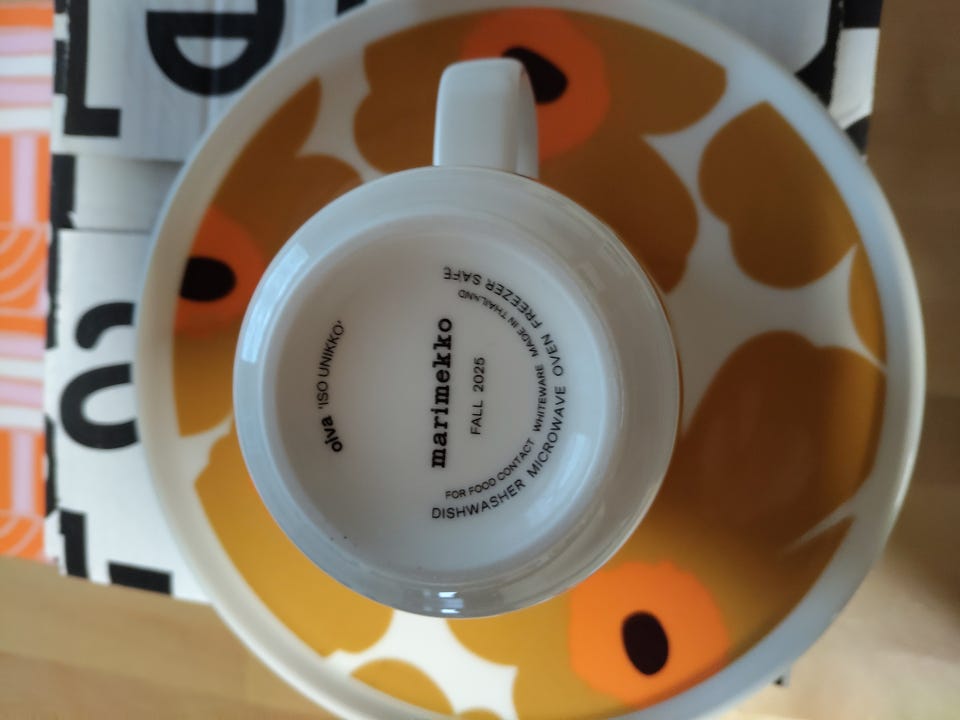 oiva 'ISO UNIKKO'
marimekko
FALL 2025
FOR FOOD CONTACT WHITEWARE MADE IN THAILAND
DISHWASHER MICROWAVE OVEN FREEZER SAFE